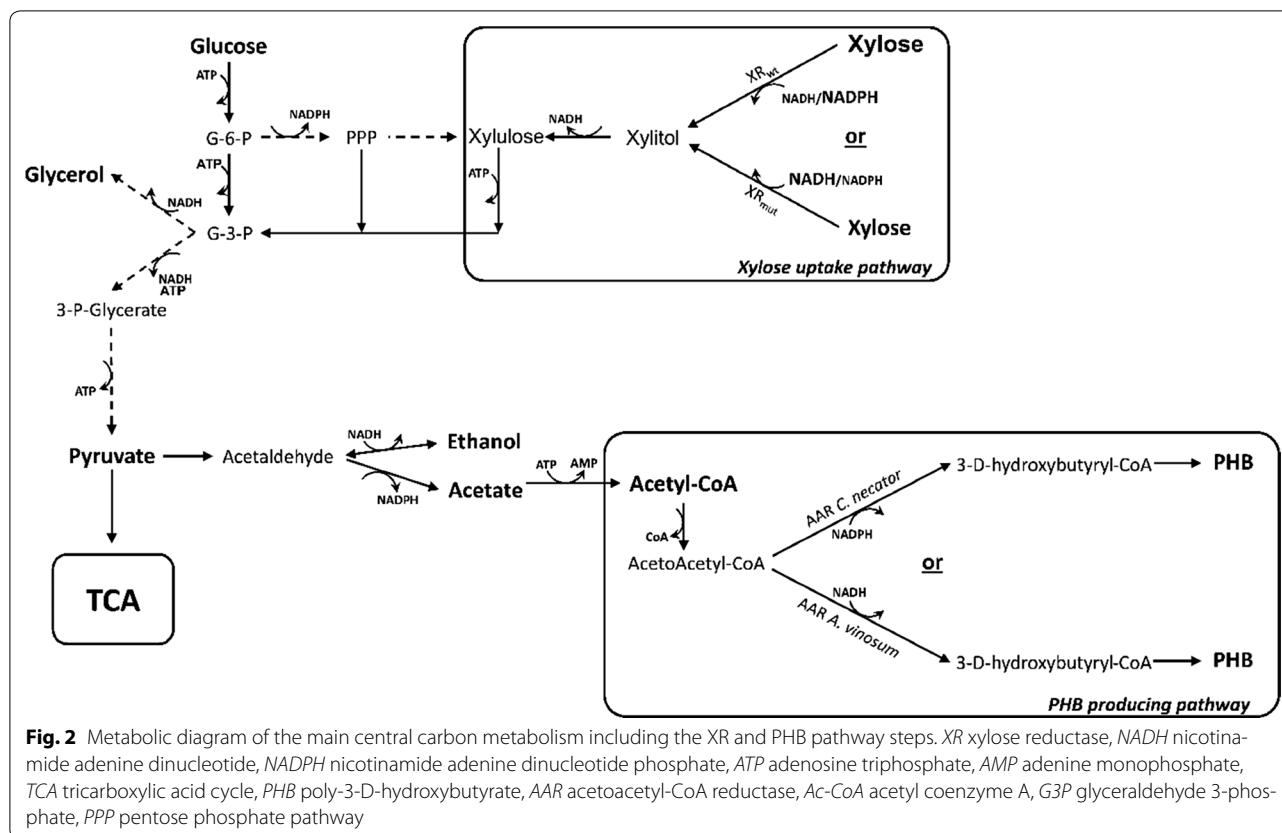 Glucose
ATP
G-6-P
NADPH
PPP
Xylulose
NADH
Xylitol
Xylose
XRwt
NADH/NADPH
or
NADH/NADPH
XRmut
Xylose
ATP
Xylose uptake pathway
ATP
Glycerol
NADH
G-3-P
NADH
ATP
3-P-Glycerate
ATP
Pyruvate
Acetaldehyde
NADH
Ethanol
NADPH
Acetate
ATP
AMP
Acetyl-CoA
CoA
AcetoAcetyl-CoA
AAR C. necator
NADPH
3-D-hydroxybutyryl-CoA
PHB
or
NADH
AAR A. vinosum
3-D-hydroxybutyryl-CoA
PHB
PHB producing pathway
TCA
Fig. 2 Metabolic diagram of the main central carbon metabolism including the XR and PHB pathway steps. XR xylose reductase, NADH nicotina-
mide adenine dinucleotide, NADPH nicotinamide adenine dinucleotide phosphate, ATP adenosine triphosphate, AMP adenine monophosphate,
TCA tricarboxylic acid cycle, PHB poly-3-D-hydroxybutyrate, AAR acetoacetyl-CoA reductase, Ac-CoA acetyl coenzyme A, G3P glyceraldehyde 3-phos-
phate, PPP pentose phosphate pathway